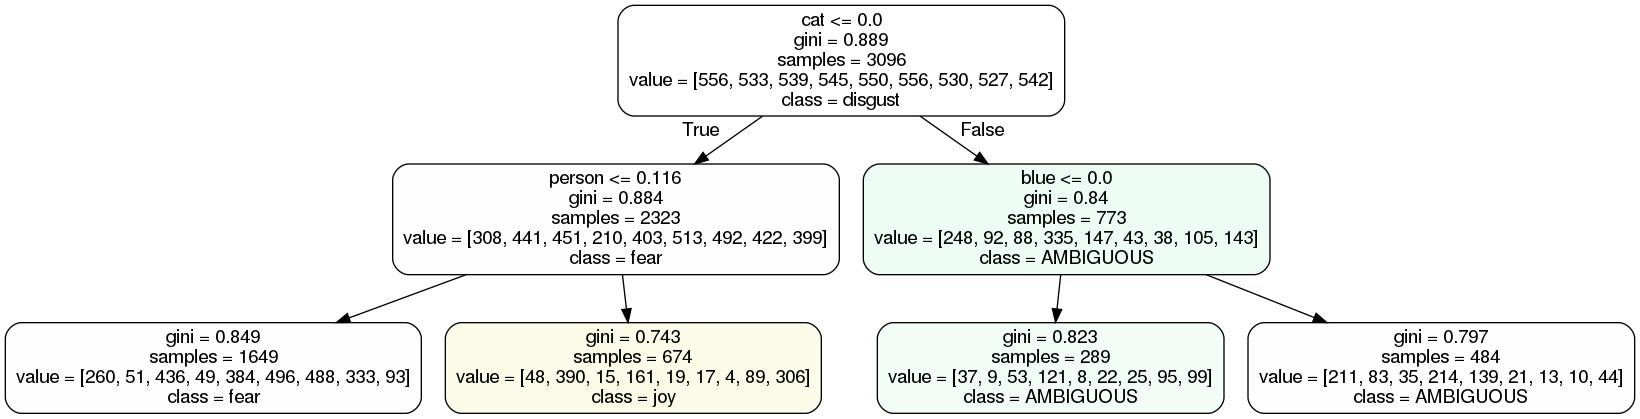 cat <= 0.0
gini = 0.889
samples = 3096
value = [556, 533, 539, 545, 550, 556, 530, 527, 542]
class = disgust
True
False
person <= 0.116
gini = 0.884
samples = 2323
value = [308, 441, 451, 210, 403, 513, 492, 422, 399]
class = fear
blue <= 0.0
gini = 0.84
samples = 773
value = [248, 92, 88, 335, 147, 43, 38, 105, 143]
class = AMBIGUOUS
gini = 0.849
samples = 1649
value = [260, 51, 436, 49, 384, 496, 488, 333, 93]
class = fear
gini = 0.743
samples = 674
value = [48, 390, 15, 161, 19, 17, 4, 89, 306]
class = joy
gini = 0.823
samples = 289
value = [37, 9, 53, 121, 8, 22, 25, 95, 99]
class = AMBIGUOUS
gini = 0.797
samples = 484
value = [211, 83, 35, 214, 139, 21, 13, 10, 44]
class = AMBIGUOUS